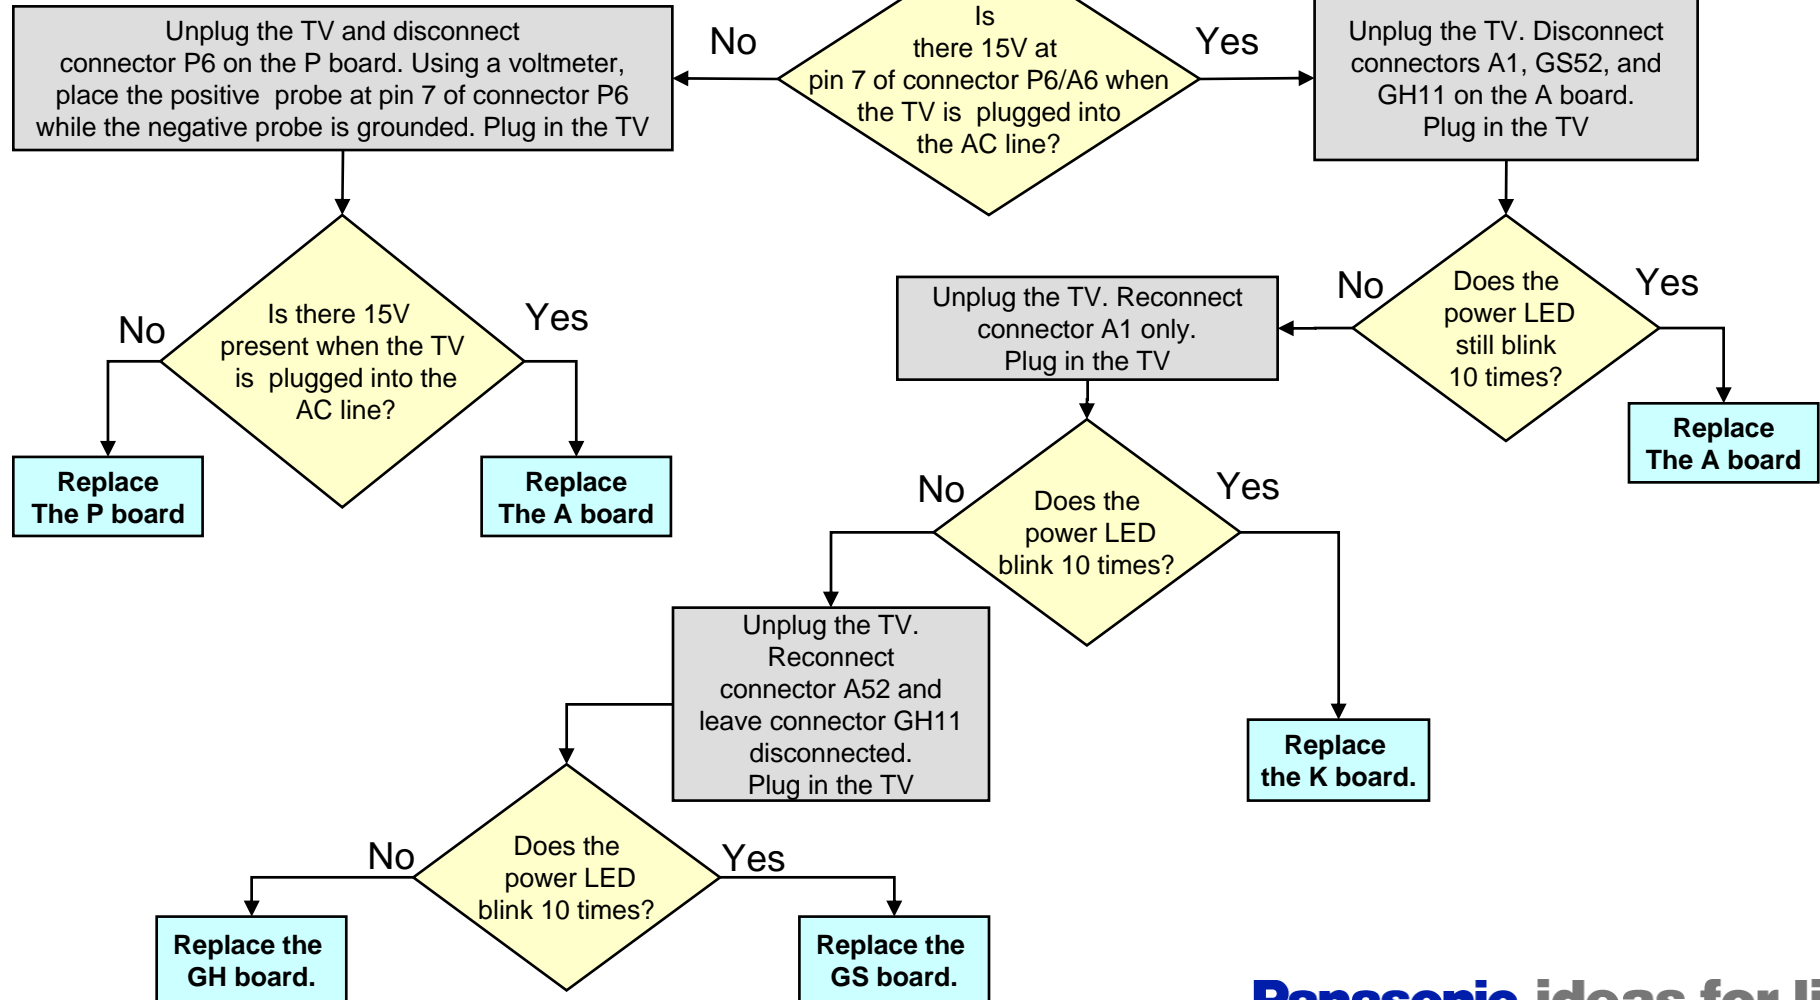 Unplug the TV and disconnect
connector P6 on the P board. Using a voltmeter,
place the positive probe at pin 7 of connector P6
while the negative probe is grounded. Plug in the TV
No
Is
there 15V at
pin 7 of connector P6/A6 when
the TV is plugged into
the AC line?
Yes
Unplug the TV. Disconnect
connectors A1, GS52, and
GH11 on the A board.
Plug in the TV
No
Is there 15V
present when the TV
is plugged into the
AC line?
Yes
Replace
The P board
Replace
The A board
Unplug the TV. Reconnect
connector A1 only.
Plug in the TV
No
Does the
power LED
still blink
10 times?
Yes
Replace
The A board
No
Does the
power LED
blink 10 times?
Yes
Unplug the TV.
Reconnect
connector A52 and
leave connector GH11
disconnected.
Plug in the TV
Replace
the K board.
No
Does the
power LED
blink 10 times?
Yes
Replace the
GH board.
Replace the
GS board.
Panasonic ideas for li